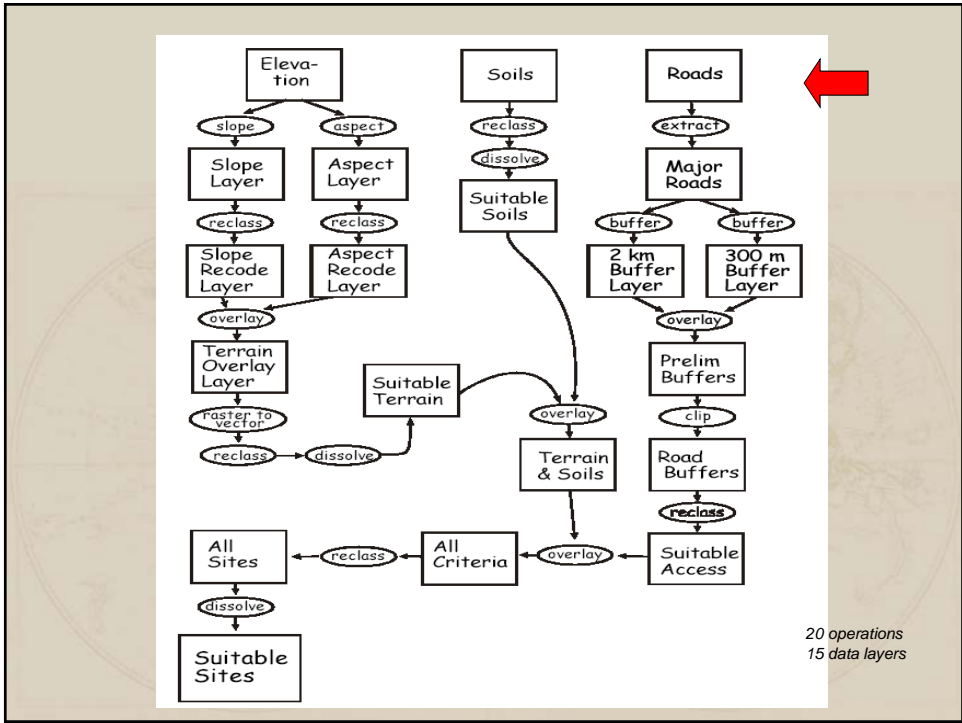 Eleva-
tion
Soils
Roads
slope
aspect
reclass
extract
dissolve
Slope
Layer
Aspect
Layer
Major
Roads
Suitable
Soils
reclass
reclass
buffer
buffer
Slope
Recode
Layer
Aspect
Recode
Layer
2 km
Buffer
Layer
300 m
Buffer
Layer
overlay
overlay
Terrain
Overlay
Layer
Prelim
Buffers
Suitable
Terrain
raster to
vector
overlay
clip
reclass
dissolve
Terrain
& Soils
Road
Buffers
reclass
All
Sites
reclass
All
Criteria
overlay
Suitable
Access
dissolve
Suitable
Sites
20 operations
15 data layers